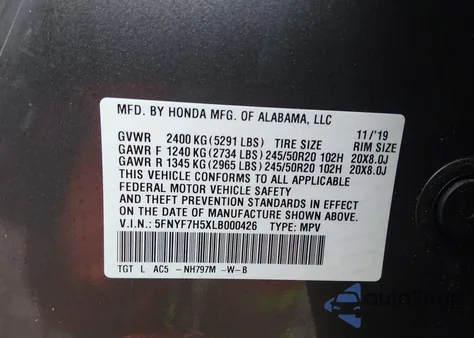 MFD. BY HONDA MFG. OF ALABAMA, LLC
11/'19
GVWR 2400 KG (5291 LBS) TIRE SIZE RIM SIZE
GAWR F 1240 KG (2734 LBS) 245/50R20 102H 20X8.0J
GAWR R 1345 KG (2965 LBS) 245/50R20 102H 20X8.0J
THIS VEHICLE CONFORMS TO ALL APPLICABLE
FEDERAL MOTOR VEHICLE SAFETY
AND THEFT PREVENTION STANDARDS IN EFFECT
ON THE DATE OF MANUFACTURE SHOWN ABOVE.
V.I.N.: 5FNYF7H5XLB000426 TYPE: MPV
TGT L AC5 -NH797M -W-B